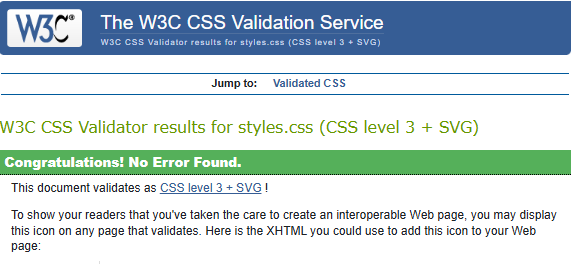 W3C®
The W3C CSS Validation Service
W3C CSS Validator results for styles.css (CSS level 3 + SVG)
Jump to: Validated CSS
W3C CSS Validator results for styles.css (CSS level 3 + SVG)
Congratulations! No Error Found.
This document validates as CSS level 3 + SVG !
To show your readers that you've taken the care to create an interoperable Web page, you may display
this icon on any page that validates. Here is the XHTML you could use to add this icon to your Web
page: